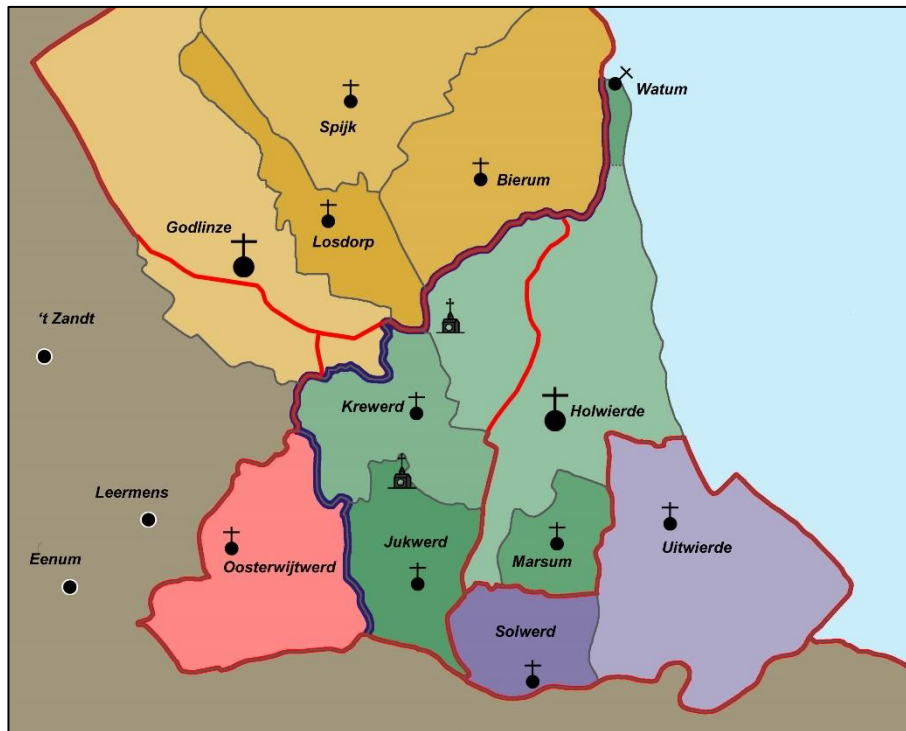 Watum
Spijk
Bierum
Godlinze
Losdorp
't Zandt
Krewerd
Holwierde
Leermens
Jukwerd
Marsum
Uitwierde
Eenum
Oosterwijtwerd
Solwerd